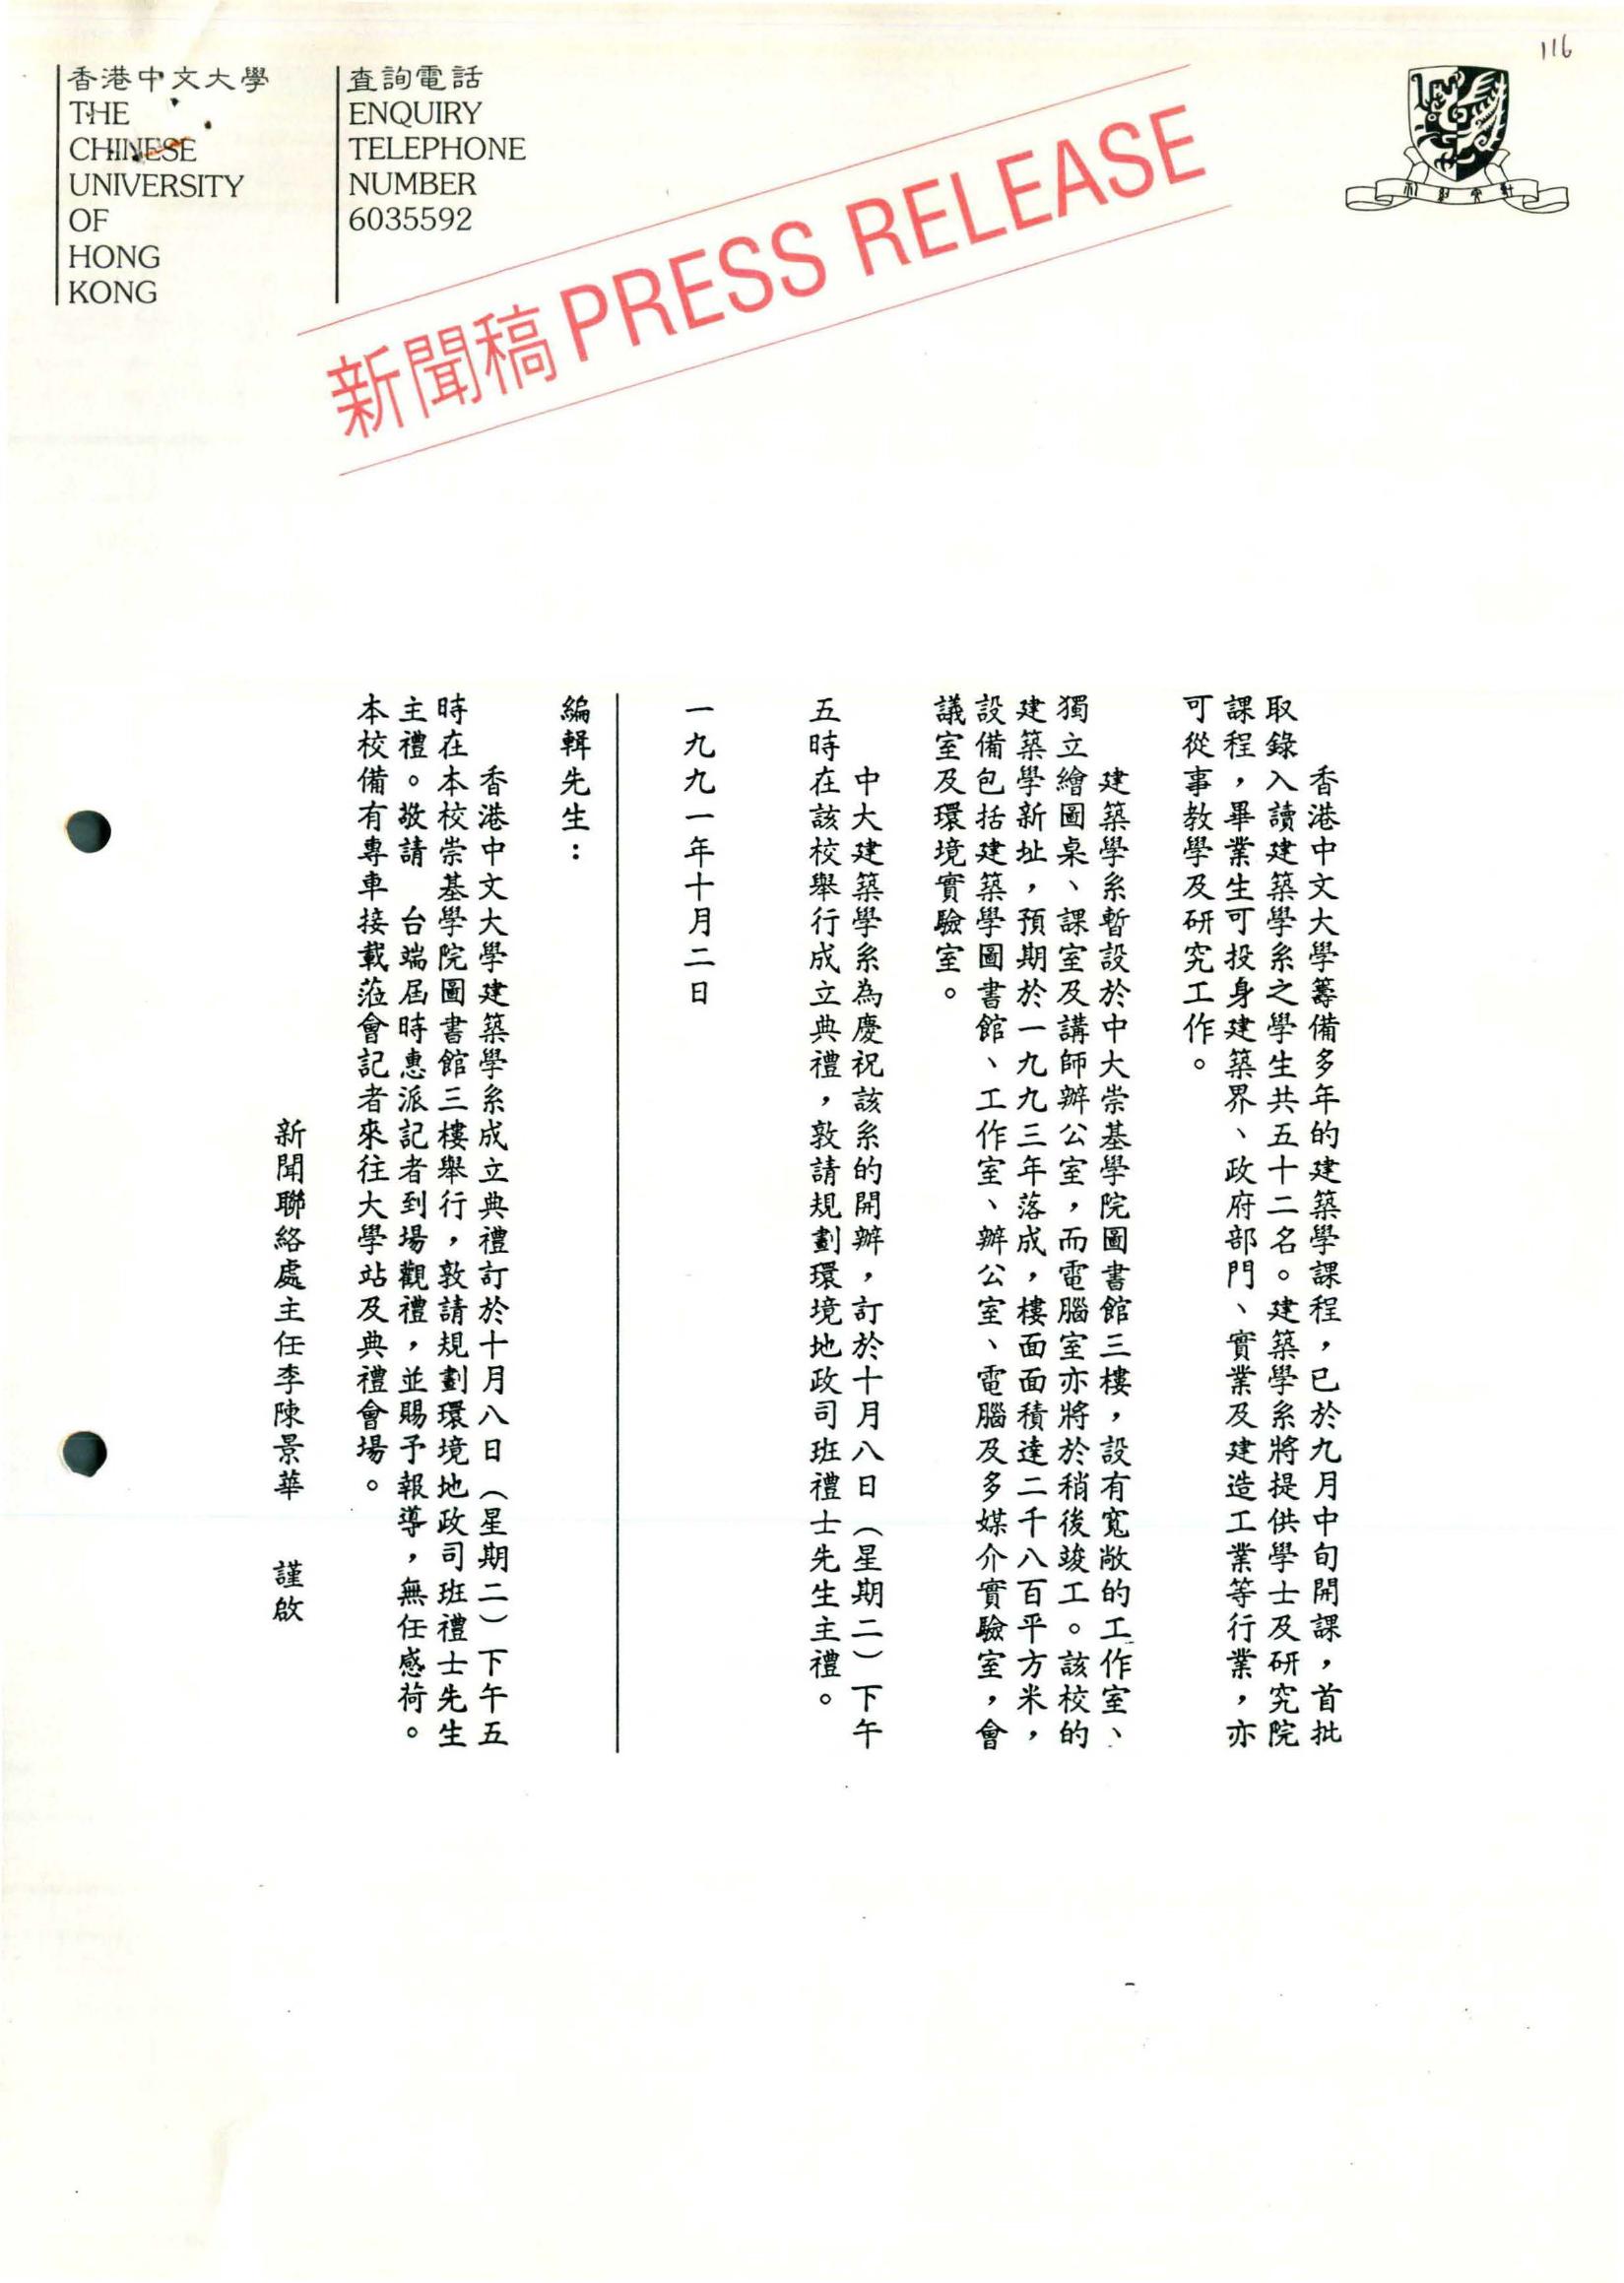 116
香港中文大學
THE
CHINESE
UNIVERSITY
OF
HONG
KONG
查詢電話
ENQUIRY
TELEPHONE
NUMBER
6035592
新聞稿 PRESS RELEASE
香港中文大學籌備多年的建築學課程，已於九月中旬開課，首批
取錄入讀建築學系之學生共五十二名。建築學系將提供學士及研究院
課程，畢業生可投身建築界、政府部門、實業及建造工業等行業，亦
可從事教學及研究工作。
建築學系暫設於中大崇基學院圖書館三樓，設有寬敞的工作室、
獨立繪圖桌、課室及講師辦公室，而電腦室亦將於稍後竣工。該校的
建築學新址，預期於一九九三年落成，樓面面積達二千八百平方米，
設備包括建築學圖書館、工作室、辦公室、電腦及多媒介實驗室，會
議室及環境實驗室。
中大建築學系為慶祝該系的開辦，訂於十月八日（星期二）下午
五時在該校舉行成立典禮，敦請規劃環境地政司班禮士先生主禮。
一九九一年十月二日
編輯先生：
香港中文大學建築學系成立典禮訂於十月八日（星期二）下午五
時在本校崇基學院圖書館三樓舉行，敦請規劃環境地政司班禮士先生
主禮。敬請　台端屆時惠派記者到場觀禮，並賜予報導，無任感荷。
本校備有專車接載蒞會記者來往大學站及典禮會場。
新聞聯絡處主任李陳景華　謹啟